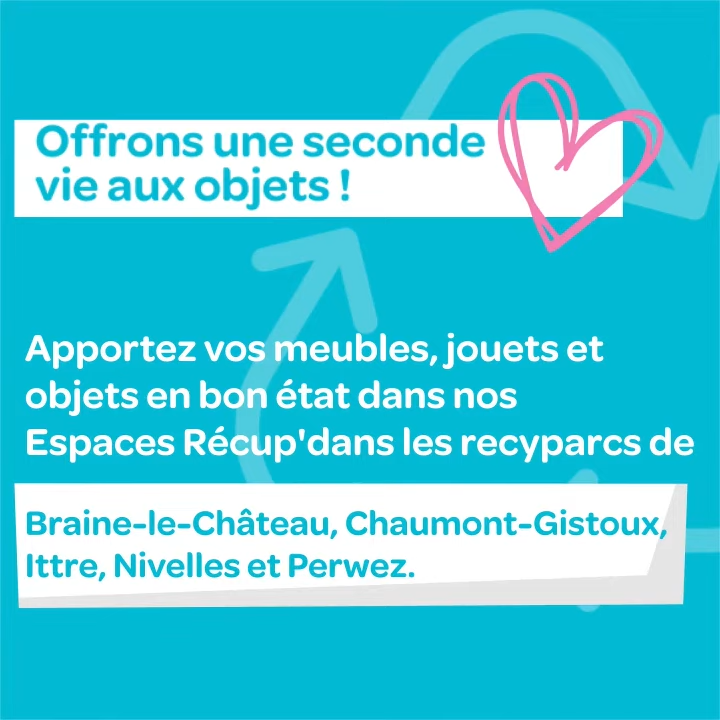 Offrons une seconde
vie aux objets !
Apportez vos meubles, jouets et
objets en bon état dans nos
Espaces Récup'dans les recyparcs de
Braine-le-Château, Chaumont-Gistoux,
Ittre, Nivelles et Perwez.